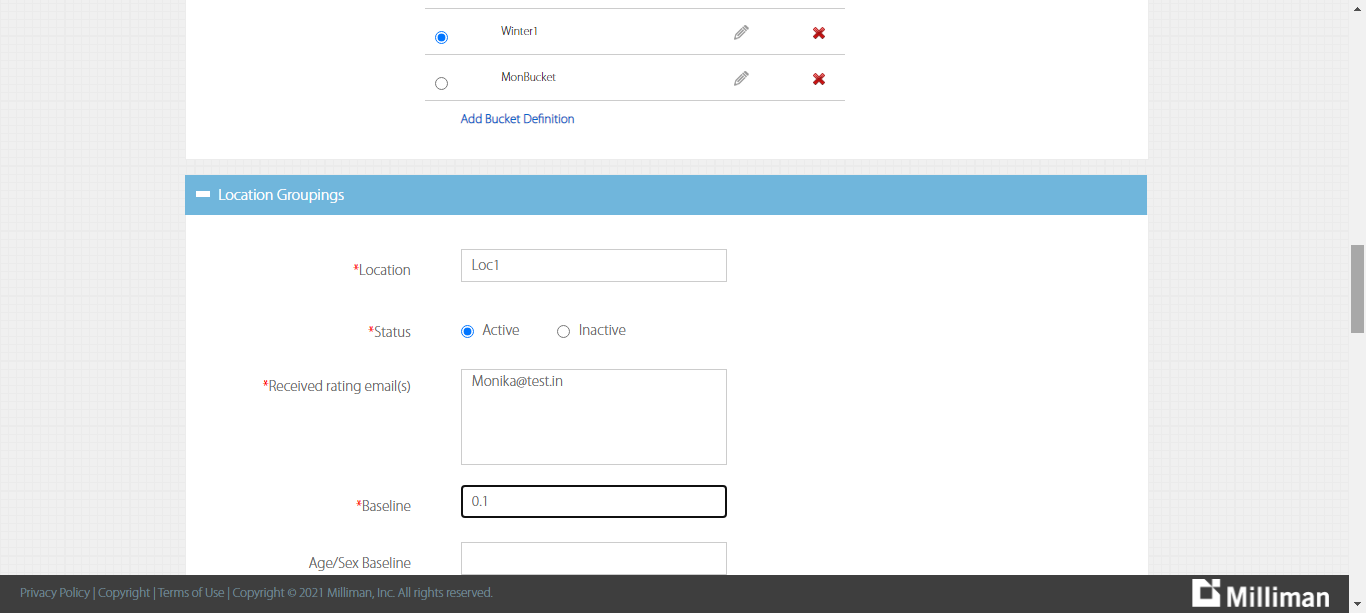 Winter1
MonBucket
Add Bucket Definition
Location Groupings
*Location
Loc1
*Status
Active
Inactive
*Received rating email(s)
Monika@test.in
*Baseline
0.1
Age/Sex Baseline
Privacy Policy | Copyright | Terms of Use | Copyright © 2021 Milliman, Inc. All rights reserved.
Milliman